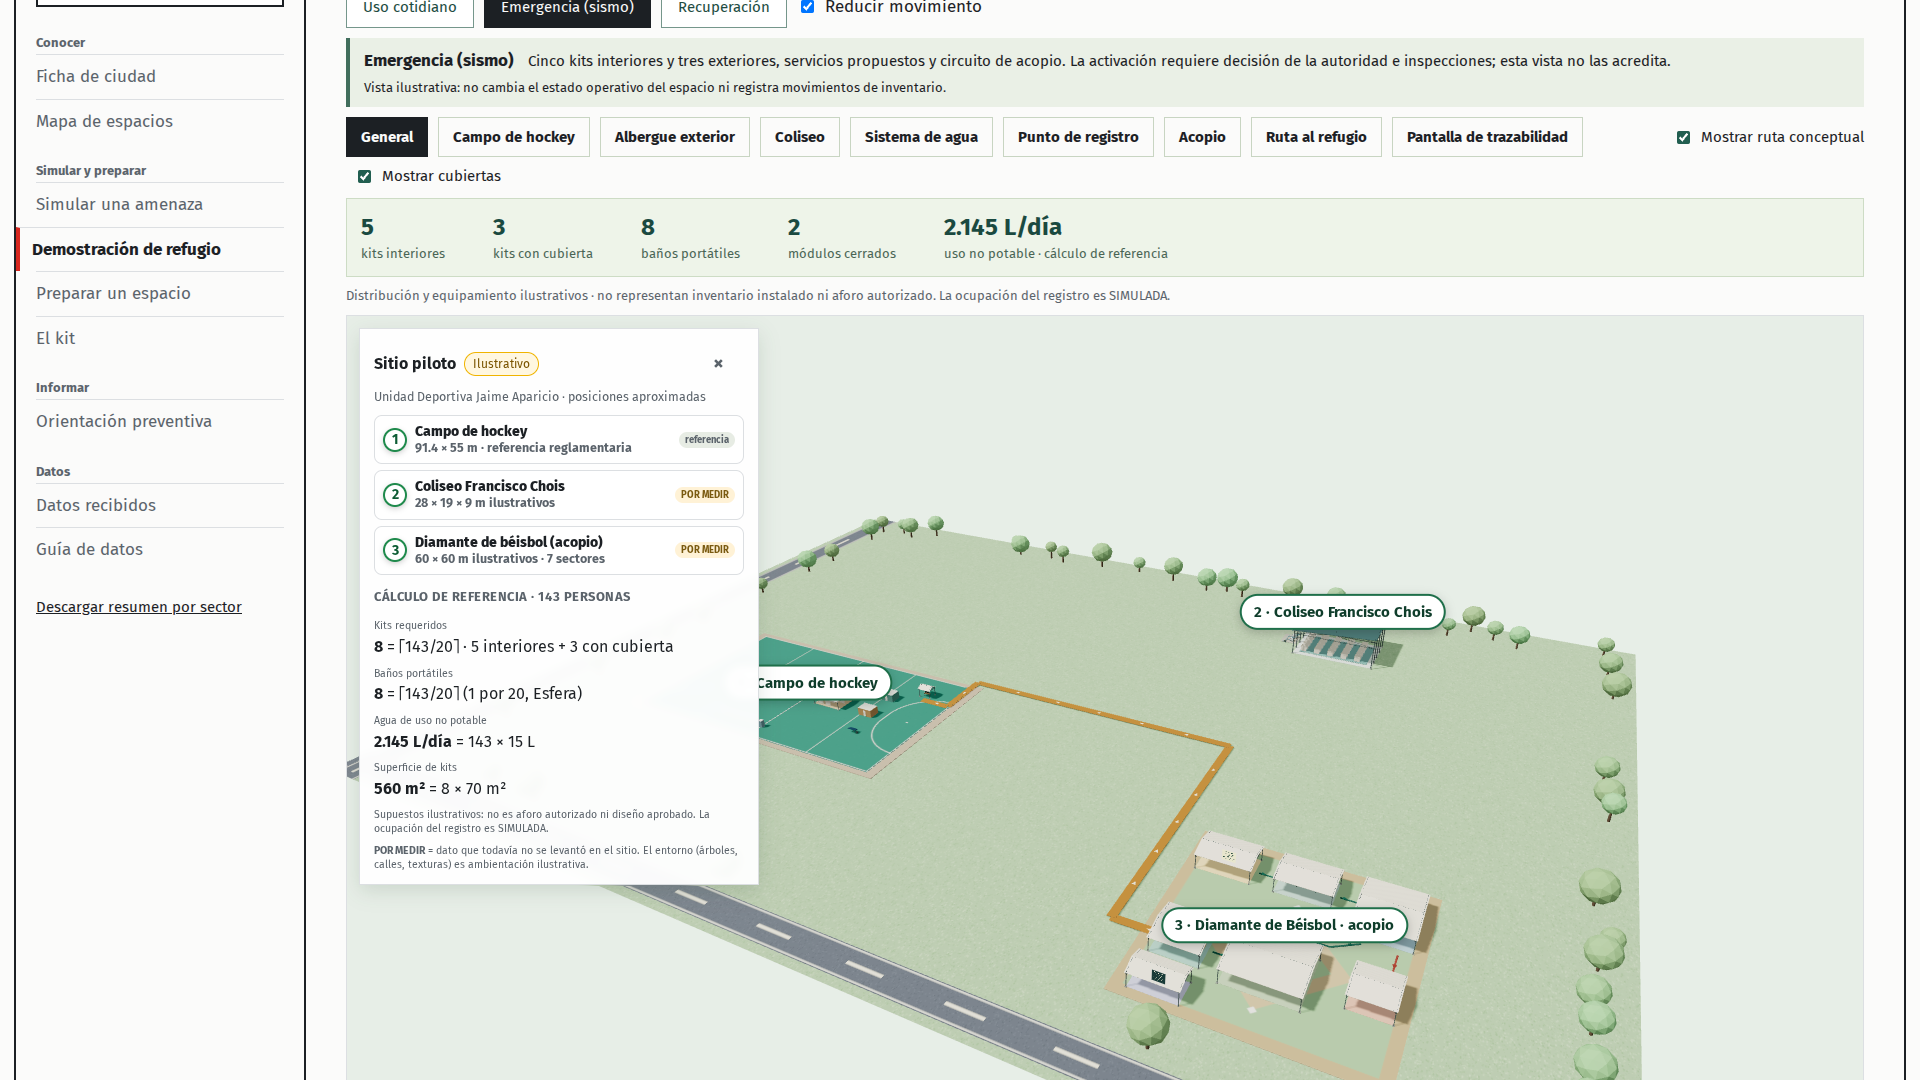 Uso cotidiano
Emergencia (sismo)
Recuperación
Reducir movimiento
Conocer
Ficha de ciudad
Mapa de espacios
Simular y preparar
Simular una amenaza
Demostración de refugio
Preparar un espacio
El kit
Informar
Orientación preventiva
Datos
Datos recibidos
Guía de datos
Descargar resumen por sector
Emergencia (sismo) Cinco kits interiores y tres exteriores, servicios propuestos y circuito de acopio. La activación requiere decisión de la autoridad e inspecciones; esta vista no las acredita.
Vista ilustrativa: no cambia el estado operativo del espacio ni registra movimientos de inventario.
General
Campo de hockey
Albergue exterior
Coliseo
Sistema de agua
Punto de registro
Acopio
Ruta al refugio
Pantalla de trazabilidad
Mostrar ruta conceptual
Mostrar cubiertas
5
kits interiores
3
kits con cubierta
8
baños portátiles
2
módulos cerrados
2.145 L/día
uso no potable · cálculo de referencia
Distribución y equipamiento ilustrativos · no representan inventario instalado ni aforo autorizado. La ocupación del registro es SIMULADA.
Sitio piloto Ilustrativo ×
Unidad Deportiva Jaime Aparicio · posiciones aproximadas
1 Campo de hockey
91.4 × 55 m · referencia reglamentaria
referencia
2 Coliseo Francisco Chois
28 × 19 × 9 m ilustrativos
POR MEDIR
3 Diamante de béisbol (acopio)
60 × 60 m ilustrativos · 7 sectores
POR MEDIR
CÁLCULO DE REFERENCIA · 143 PERSONAS
Kits requeridos
8 = ⌈143/20⌉ · 5 interiores + 3 con cubierta
Baños portátiles
8 = ⌈143/20⌉ (1 por 20, Esfera)
Agua de uso no potable
2.145 L/día = 143 × 15 L
Superficie de kits
560 m² = 8 × 70 m²
Supuestos ilustrativos: no es aforo autorizado ni diseño aprobado. La
ocupación del registro es SIMULADA.
POR MEDIR = dato que todavía no se levantó en el sitio. El entorno (árboles,
calles, texturas) es ambientación ilustrativa.
2 · Coliseo Francisco Chois
Campo de hockey
3 · Diamante de Béisbol · acopio